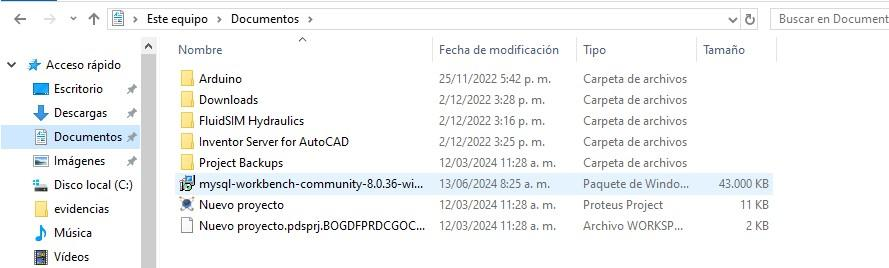 Este equipo > Documentos >
Buscar en Document
Nombre Fecha de modificación Tipo Tamaño
Acceso rápido
Escritorio
Descargas
Documentos
Imágenes
Disco local (C:)
evidencias
Música
Vídeos
Arduino 25/11/2022 5:42 p. m. Carpeta de archivos
Downloads 2/12/2022 3:28 p. m. Carpeta de archivos
FluidSIM Hydraulics 2/12/2022 3:16 p. m. Carpeta de archivos
Inventor Server for AutoCAD 2/12/2022 3:25 p. m. Carpeta de archivos
Project Backups 12/03/2024 11:28 a. m. Carpeta de archivos
mysql-workbench-community-8.0.36-wi... 13/06/2024 8:25 a. m. Paquete de Windo... 43.000 KB
Nuevo proyecto 12/03/2024 11:28 a. m. Proteus Project 11 KB
Nuevo proyecto.pdsprj.BOGDFPRDCGOC... 12/03/2024 11:28 a. m. Archivo WORKSP... 2 KB